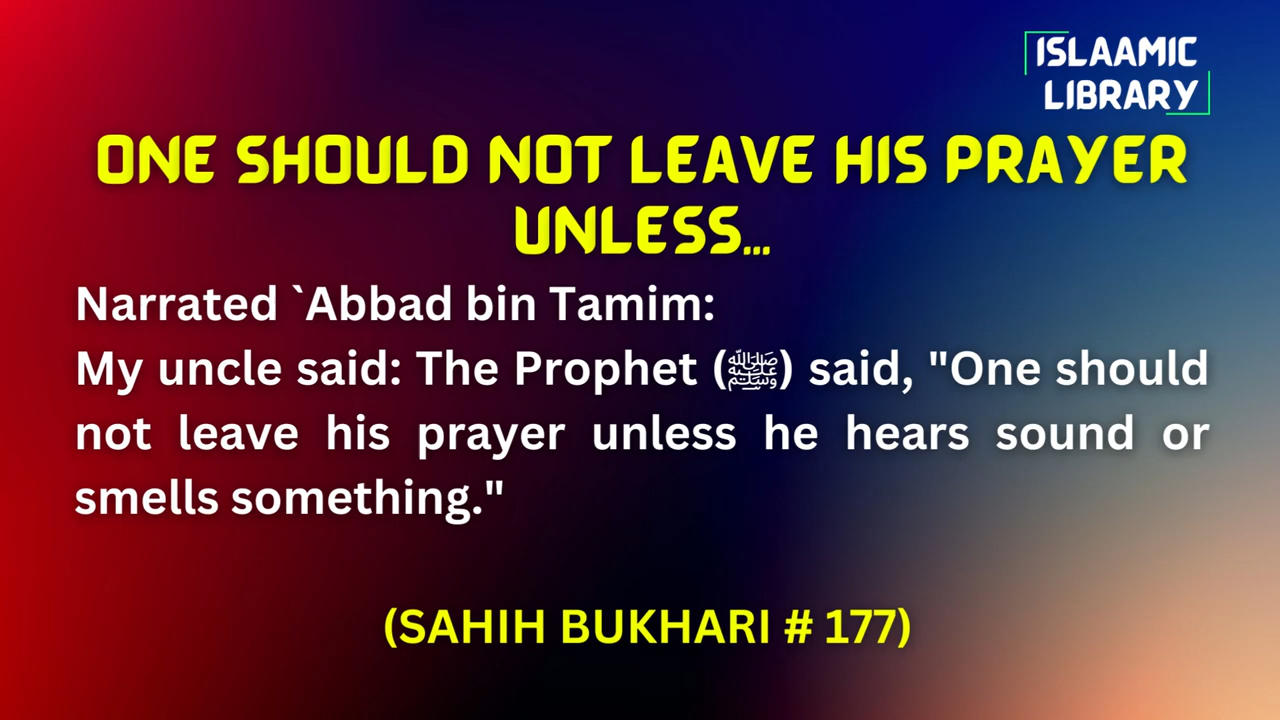 ISLAAMIC
LIBRARY
ONE SHOULD NOT LEAVE HIS PRAYER
UNLESS...
Narrated `Abbad bin Tamim:
My uncle said: The Prophet (ﷺ) said, "One should
not leave his prayer unless he hears sound or
smells something."
(SAHIH BUKHARI # 177)